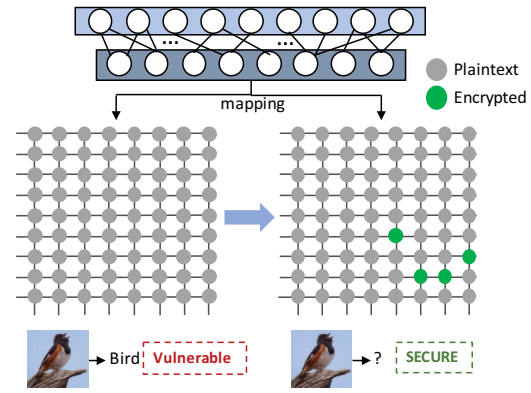 ...
...
Plaintext
Encrypted
mapping
Bird
Vulnerable
?
SECURE